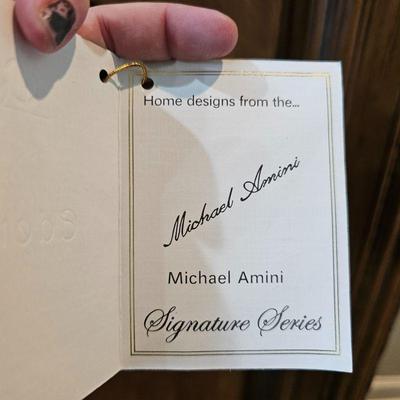 Home designs from the...
Michael Amini
Michael Amini
Signature Series